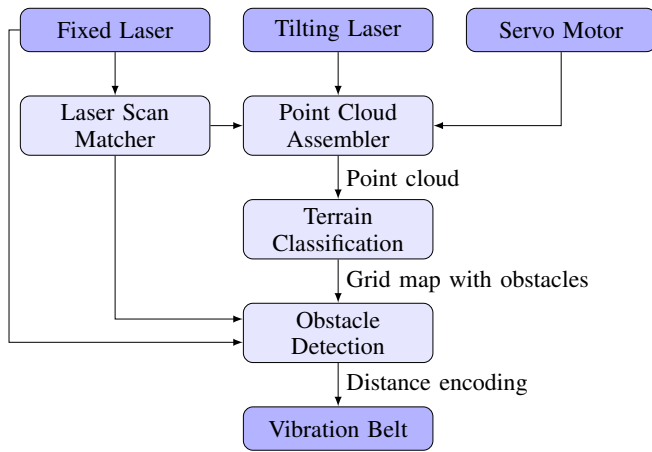 Fixed Laser
Tilting Laser
Servo Motor
Laser Scan
Matcher
Point Cloud
Assembler
Point cloud
Terrain
Classification
Grid map with obstacles
Obstacle
Detection
Distance encoding
Vibration Belt